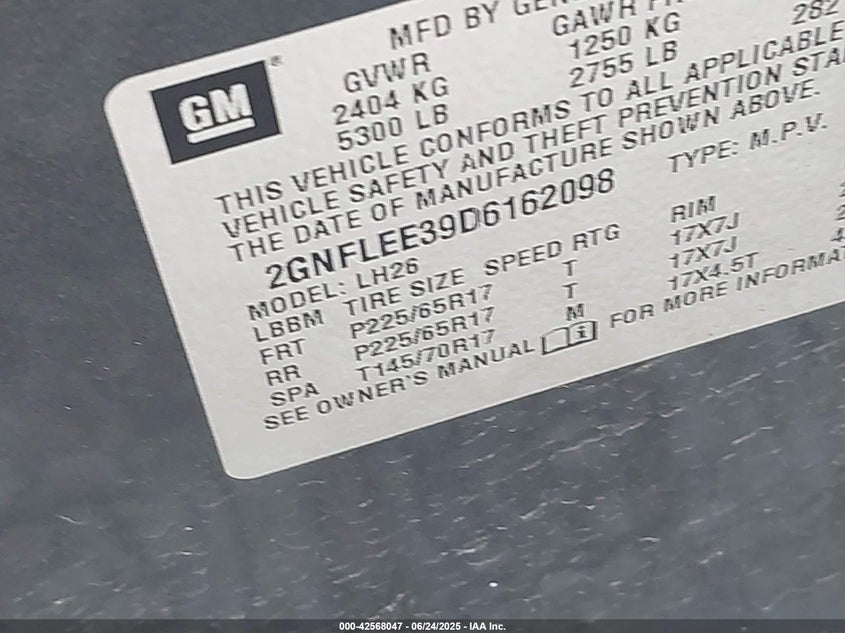 MFD BY GEN
GVWR GAWR FR
2404 KG 1250 KG 282
5300 LB 2755 LB
THIS VEHICLE CONFORMS TO ALL APPLICABLE
VEHICLE SAFETY AND THEFT PREVENTION STA
THE DATE OF MANUFACTURE SHOWN ABOVE.
2GNFLEE39D6162098 TYPE: M.P.V.
MODEL: LH26
LBBM TIRE SIZE SPEED RTG RIM
FRT P225/65R17 T 17X7J
RR P225/65R17 T 17X7J
SPA T145/70R17 M 17X4.5T
SEE OWNER'S MANUAL FOR MORE INFORMA
GM
000-42568047 - 06/24/2025 - IAA Inc.